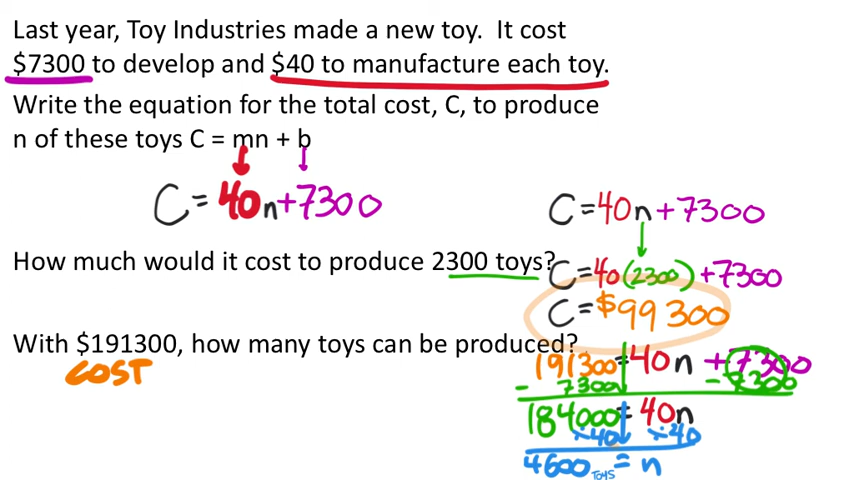 Last year, Toy Industries made a new toy. It cost
$7300 to develop and $40 to manufacture each toy.
Write the equation for the total cost, C, to produce
n of these toys C = mn + b
C = 40n+7300
C = 40n+7300
How much would it cost to produce 2300 toys?
C = 40(2300)+7300
C = $99300
With $191300, how many toys can be produced?
COST
191300 = 40n +7300
- 7300 -7300
184000 = 40n
÷40 ÷40
4600 TOYS = n